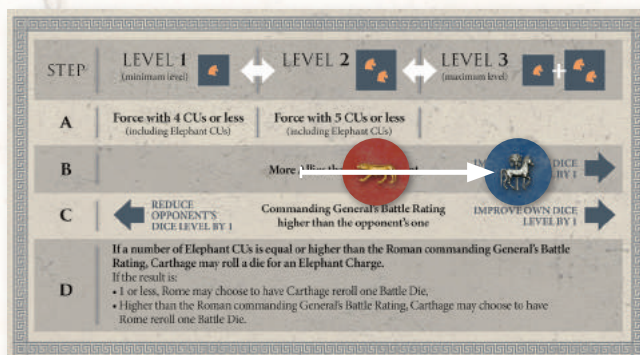 STEP
LEVEL 1
(minimum level)
LEVEL 2
LEVEL 3
(maximum level)
A
Force with 4 CUs or less
(including Elephant CUs)
Force with 5 CUs or less
(including Elephant CUs)
B
More
DICE
LEVEL BY 1
C
REDUCE
OPPONENT'S
DICE LEVEL BY 1
Commanding General's Battle Rating
higher than the opponent's one
IMPROVE OWN DICE
LEVEL BY 1
D
If a number of Elephant CUs is equal or higher than the Roman commanding General's Battle
Rating, Carthage may roll a die for an Elephant Charge.
If the result is:
• 1 or less, Rome may choose to have Carthage reroll one Battle Die,
• Higher than the Roman commanding General's Battle Rating, Carthage may choose to have
Rome reroll one Battle Die.